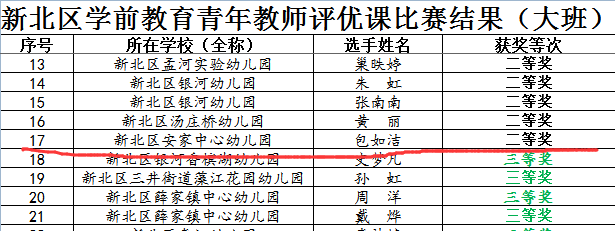 新北区学前教育青年教师评优课比赛结果（大班）
序号 所在学校（全称） 选手姓名 获奖等次
13 新北区孟河实验幼儿园 巢昳婷 二等奖
14 新北区银河幼儿园 朱 虹 二等奖
15 新北区银河幼儿园 张南南 二等奖
16 新北区汤庄桥幼儿园 黄 丽 二等奖
17 新北区安家中心幼儿园 包如洁 二等奖
18 新北区银河香槟湖幼儿园 史梦凡 三等奖
19 新北区三井街道藻江花园幼儿园 孙 虹 三等奖
20 新北区薛家镇中心幼儿园 周 洋 三等奖
21 新北区薛家镇中心幼儿园 戴 烨 三等奖